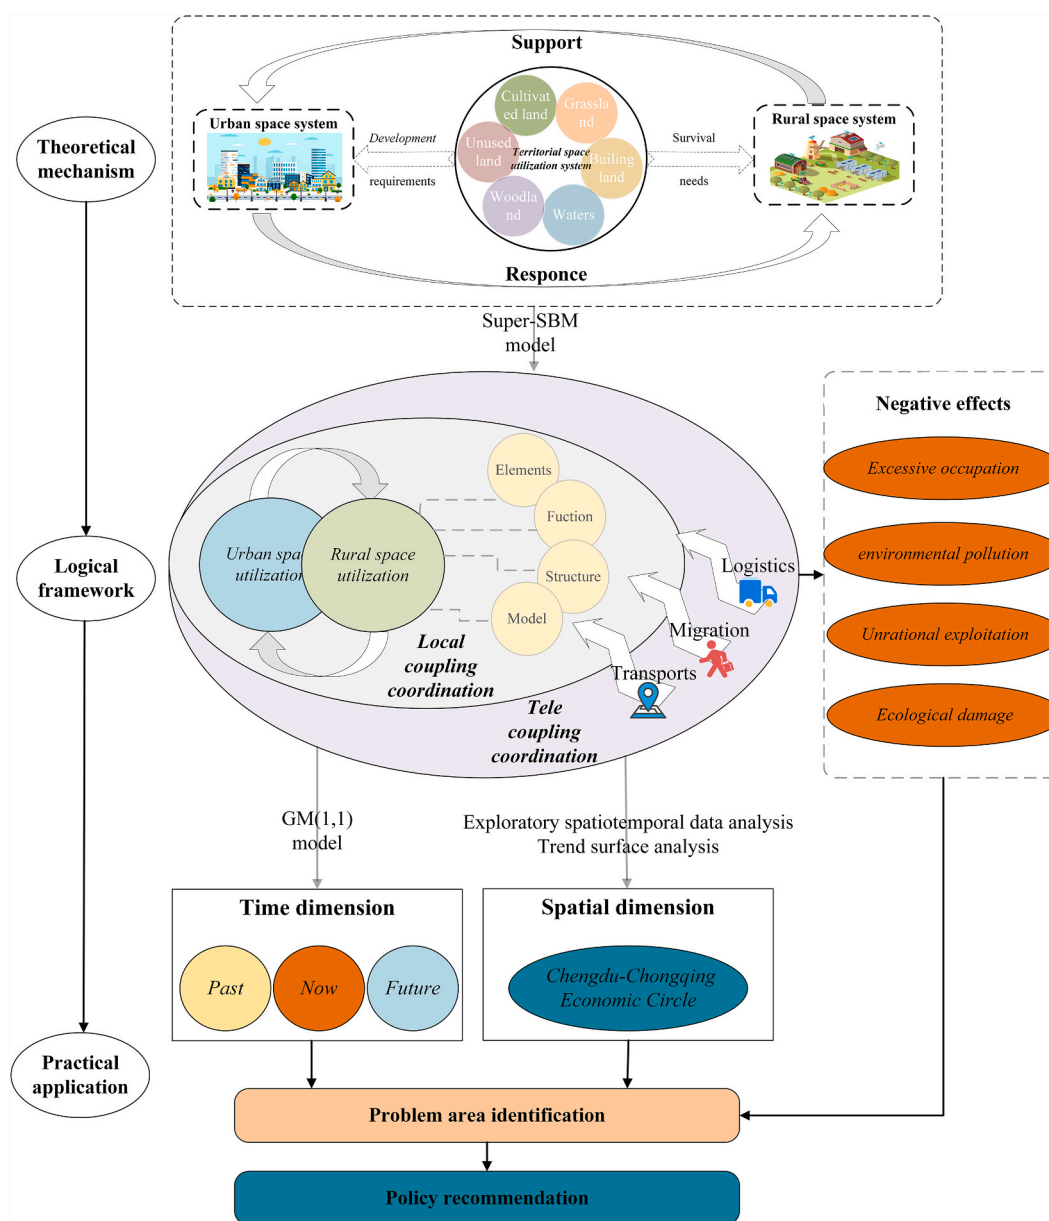 Support
Urban space system
Rural space system
Cultivat
ed land
Grassla
nd
Unused
land
Builing
land
Woodla
nd
Waters
Territorial space
utilization system
Development
requirements
Survival
needs
Responce
Theoretical
mechanism
Super-SBM
model
Negative effects
Excessive occupation
environmental pollution
Unrational exploitation
Ecological damage
Logical
framework
Urban spac
utilization
Rural space
utilization
Elements
Fuction
Structure
Model
Logistics
Migration
Transports
Local
coupling
coordination
Tele
coupling
coordination
GM(1,1)
model
Exploratory spatiotemporal data analysis
Trend surface analysis
Time dimension
Past
Now
Future
Spatial dimension
Chengdu-Chongqing
Economic Circle
Practical
application
Problem area identification
Policy recommendation